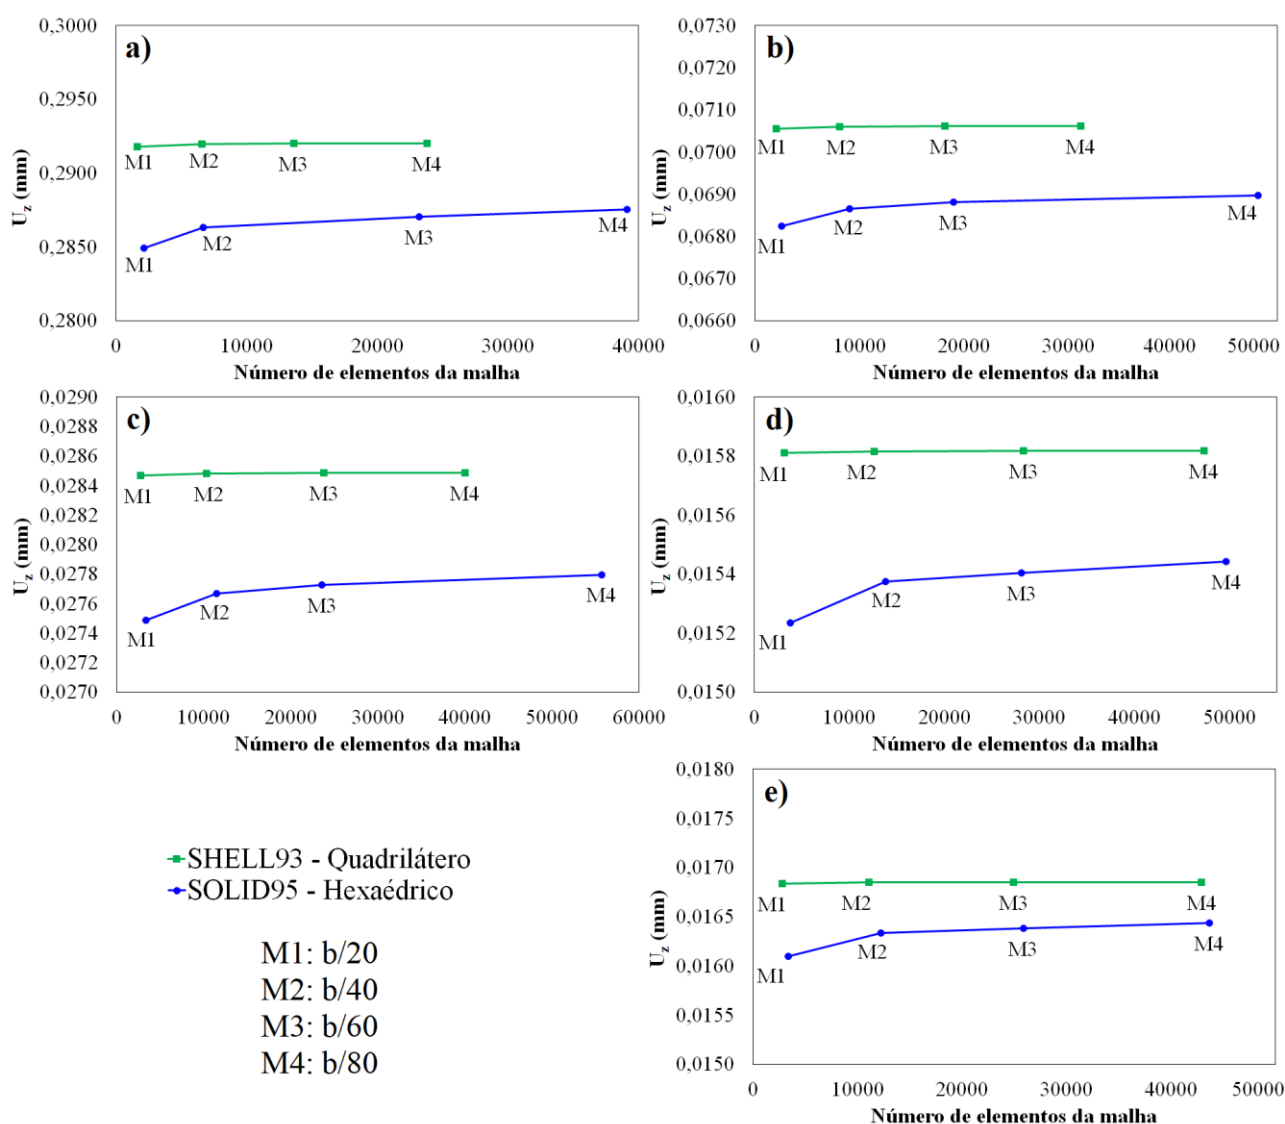 a)
0,3000
0,2950
0,2900
0,2850
0,2800
U_z (mm)
M1 M2 M3 M4
M1 M2 M3 M4
0 10000 20000 30000 40000
Número de elementos da malha
b)
0,0730
0,0720
0,0710
0,0700
0,0690
0,0680
0,0670
0,0660
U_z (mm)
M1 M2 M3 M4
M1 M2 M3 M4
0 10000 20000 30000 40000 50000
Número de elementos da malha
c)
0,0290
0,0288
0,0286
0,0284
0,0282
0,0280
0,0278
0,0276
0,0274
0,0272
0,0270
U_z (mm)
M1 M2 M3 M4
M1 M2 M3 M4
0 10000 20000 30000 40000 50000 60000
Número de elementos da malha
d)
0,0160
0,0158
0,0156
0,0154
0,0152
0,0150
U_z (mm)
M1 M2 M3 M4
M1 M2 M3 M4
0 10000 20000 30000 40000 50000
Número de elementos da malha
SHELL93 - Quadrilátero
SOLID95 - Hexaédrico
M1: b/20
M2: b/40
M3: b/60
M4: b/80
e)
0,0180
0,0175
0,0170
0,0165
0,0160
0,0155
0,0150
U_z (mm)
M1 M2 M3 M4
M1 M2 M3 M4
0 10000 20000 30000 40000 50000
Número de elementos da malha